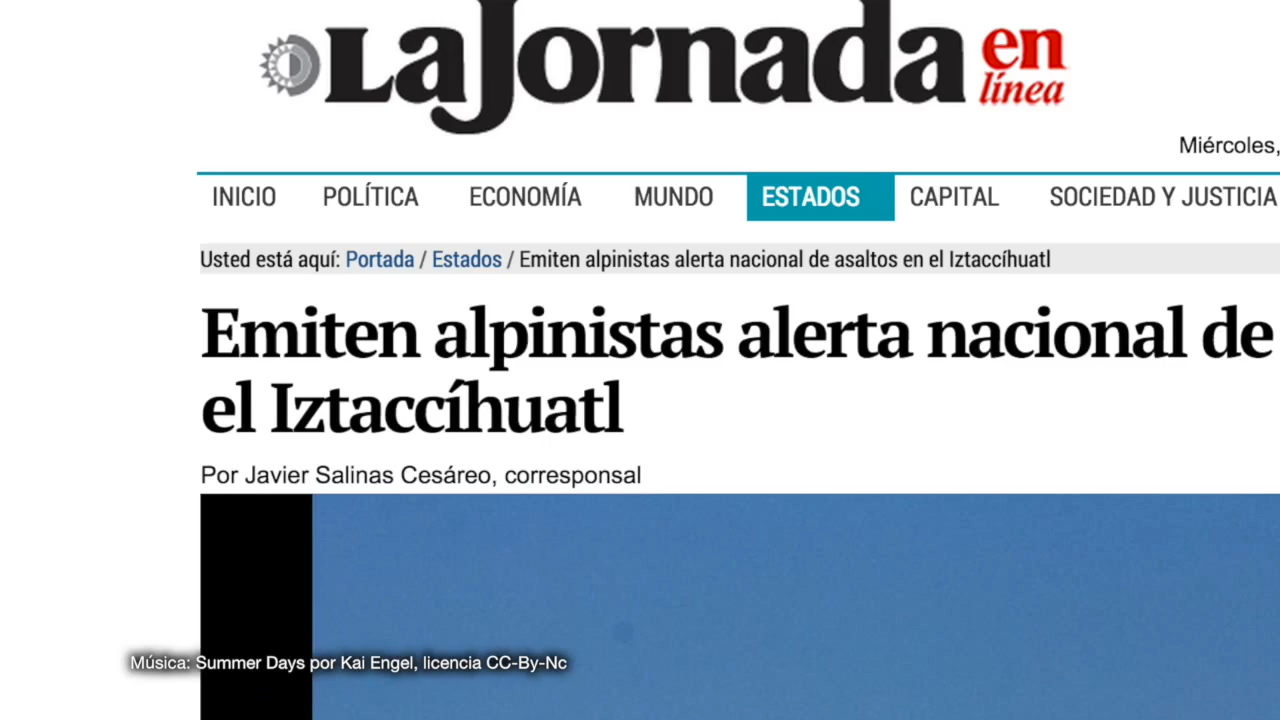 La Jornada en línea
Miércoles,
INICIO POLÍTICA ECONOMÍA MUNDO ESTADOS CAPITAL SOCIEDAD Y JUSTICIA
Usted está aquí: Portada / Estados / Emiten alpinistas alerta nacional de asaltos en el Iztaccíhuatl
Emiten alpinistas alerta nacional de
el Iztaccíhuatl
Por Javier Salinas Cesáreo, corresponsal
Música: Summer Days por Kai Engel, licencia CC-By-Nc